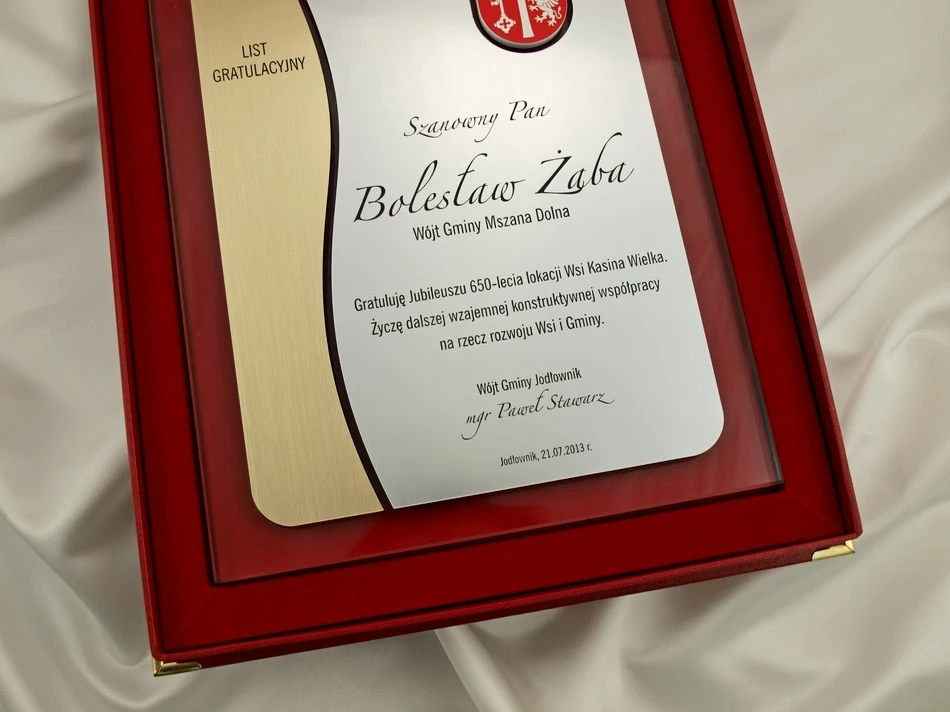 LIST
GRATULACYJNY
Szanowny Pan
Bolesław Żaba
Wójt Gminy Mszana Dolna
Gratuluję Jubileuszu 650-lecia lokacji Wsi Kasina Wielka.
Życzę dalszej wzajemnej konstruktywnej współpracy
na rzecz rozwoju Wsi i Gminy.
Wójt Gminy Jodłownik
mgr Paweł Stawarz
Jodłownik, 21.07.2013 r.